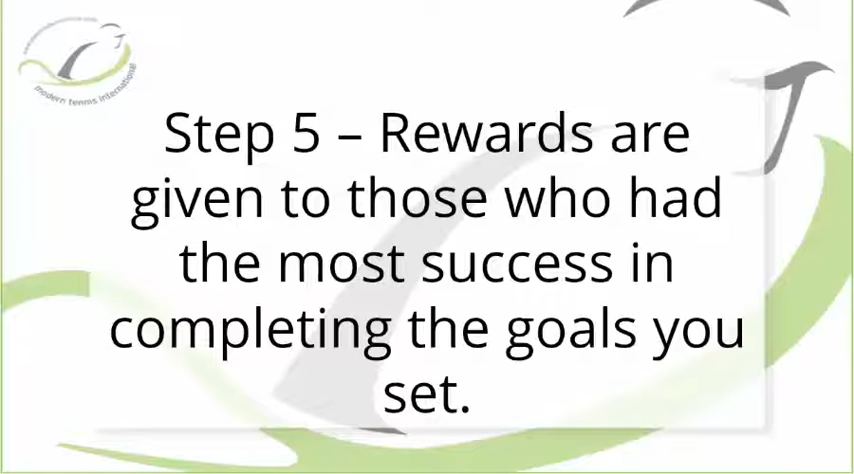 modern tennis international
Step 5 – Rewards are
given to those who had
the most success in
completing the goals you
set.